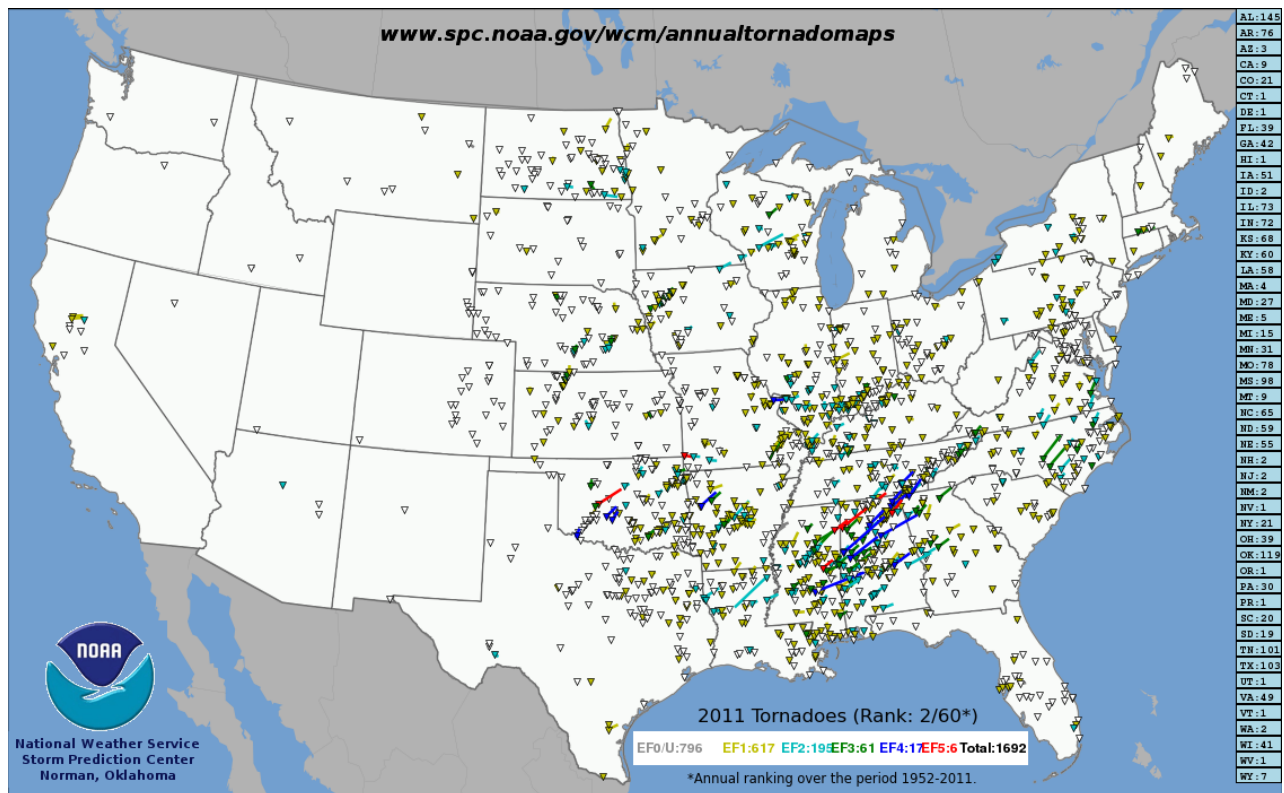 www.spc.noaa.gov/wcm/annualtornadomaps
AL:145
AR:76
AZ:3
CA:9
CO:21
CT:1
DE:1
FL:39
GA:42
HI:1
IA:51
ID:2
IL:73
IN:72
KS:68
KY:60
LA:58
MA:4
MD:27
ME:5
MI:15
MN:31
MO:78
MS:98
MT:9
NC:65
ND:59
NE:55
NH:2
NJ:2
NM:2
NV:1
NY:21
OH:39
OK:119
OR:1
PA:30
PR:1
SC:20
SD:19
TN:101
TX:103
UT:1
VA:49
VT:1
WA:2
WI:41
WV:1
WY:7
NOAA
National Weather Service
Storm Prediction Center
Norman, Oklahoma
2011 Tornadoes (Rank: 2/60*)
EF0/U:796 EF1:617 EF2:195 EF3:61 EF4:17 EF5:6 Total:1692
*Annual ranking over the period 1952-2011.